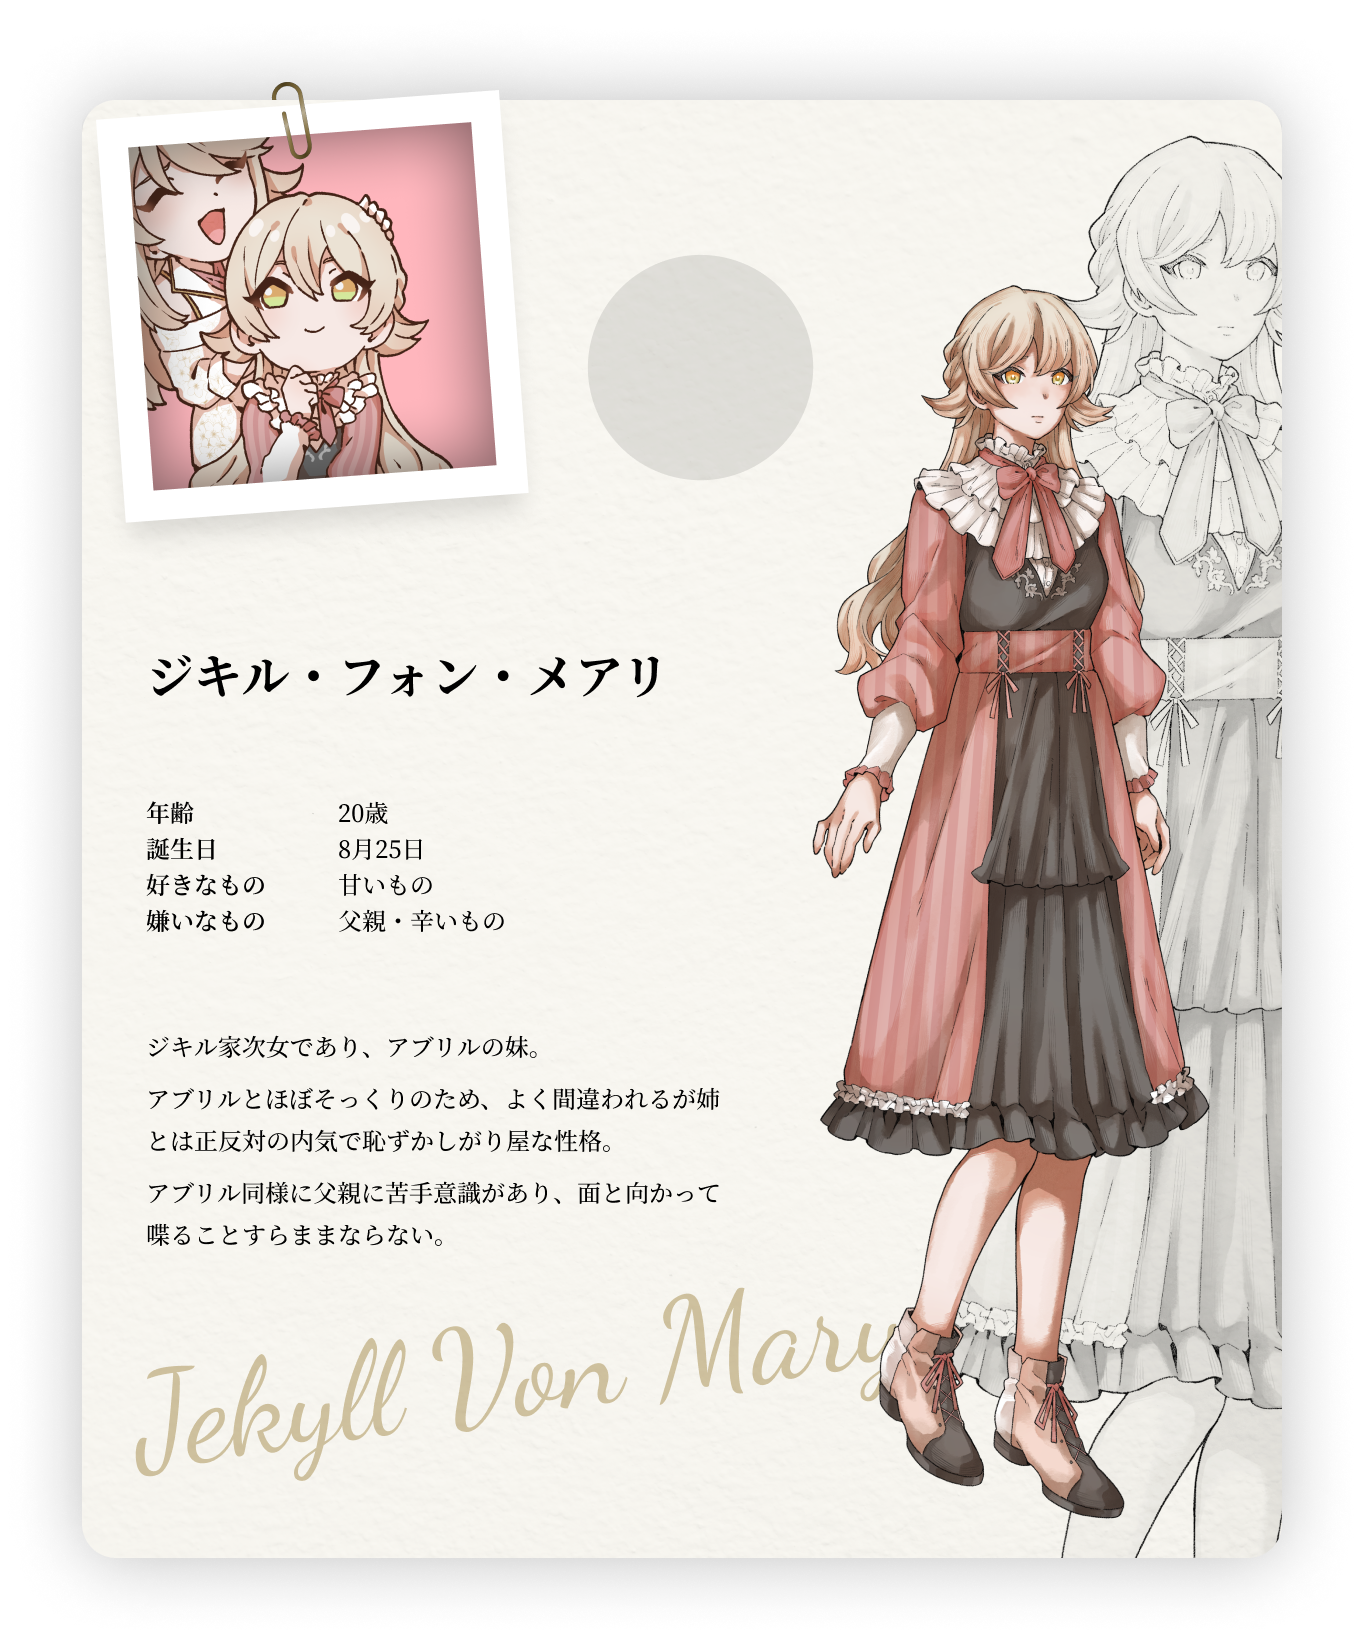 ジキル・フォン・メアリ
年齢 20歳
誕生日 8月25日
好きなもの 甘いもの
嫌いなもの 父親・辛いもの
ジキル家次女であり、アブリルの妹。
アブリルとほぼそっくりのため、よく間違われるが姉
とは正反対の内気で恥ずかしがり屋な性格。
アブリル同様に父親に苦手意識があり、面と向かって
喋ることすらままならない。
Jekyll Von Mary